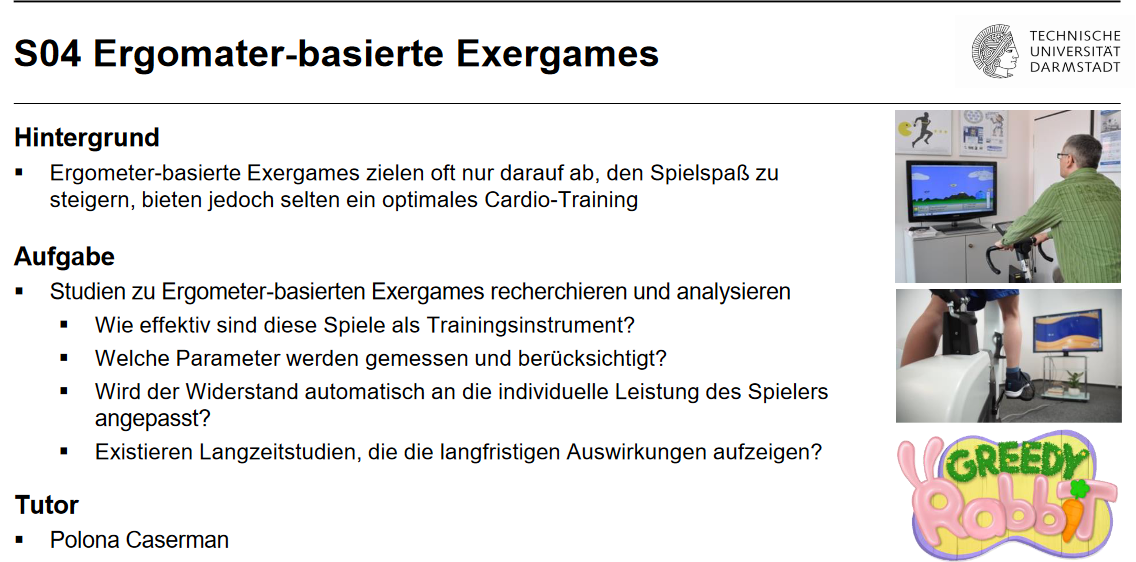 S04 Ergomater-basierte Exergames
TECHNISCHE
UNIVERSITÄT
DARMSTADT
Hintergrund
▪ Ergometer-basierte Exergames zielen oft nur darauf ab, den Spielspaß zu
steigern, bieten jedoch selten ein optimales Cardio-Training
Aufgabe
▪ Studien zu Ergometer-basierten Exergames recherchieren und analysieren
▪ Wie effektiv sind diese Spiele als Trainingsinstrument?
▪ Welche Parameter werden gemessen und berücksichtigt?
▪ Wird der Widerstand automatisch an die individuelle Leistung des Spielers
angepasst?
▪ Existieren Langzeitstudien, die die langfristigen Auswirkungen aufzeigen?
Tutor
▪ Polona Caserman
GREEDY
RabbiT